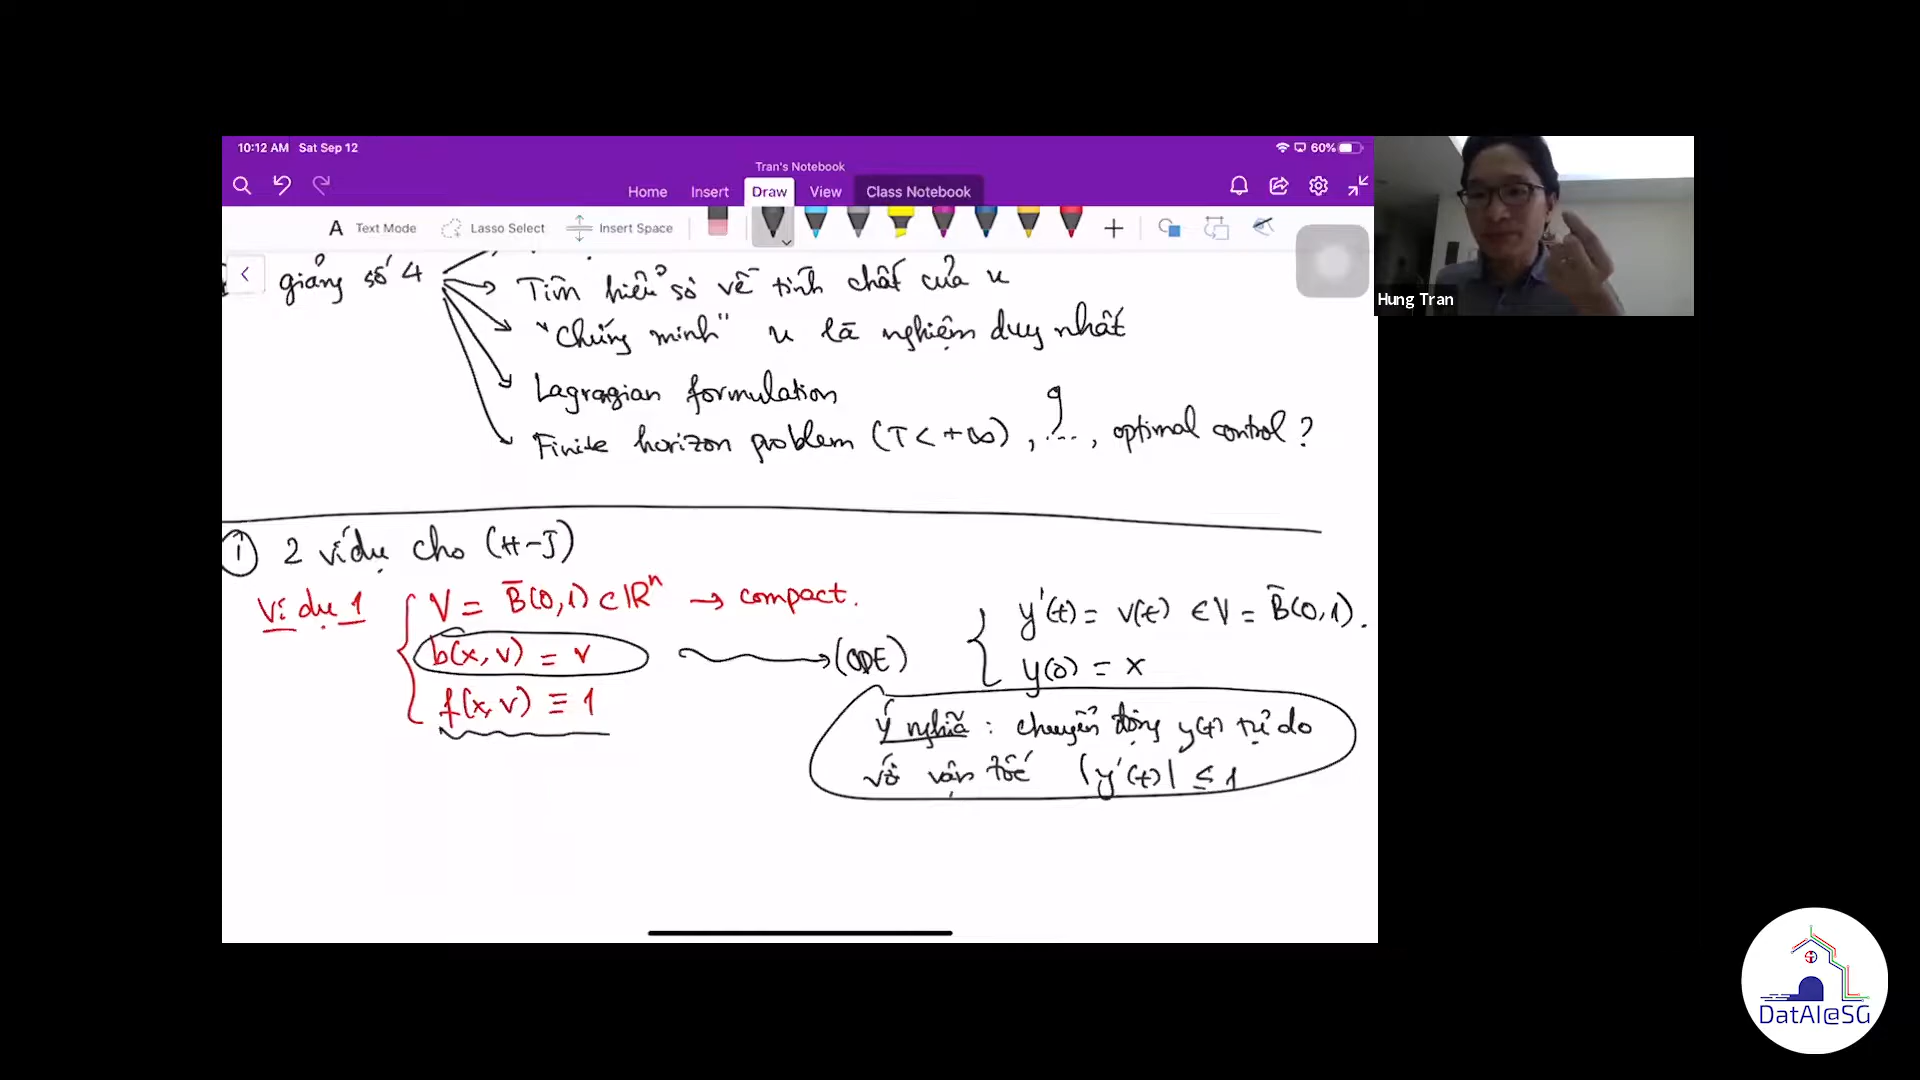 10:12 AM Sat Sep 12
60%
Tran's Notebook
Home Insert Draw View Class Notebook
A Text Mode Lasso Select Insert Space
Hung Tran
giảng số 4
Tìm hiểu sơ về tính chất của u
"Chứng minh" u là nghiệm duy nhất
Lagragian formulation
Finite horizon problem (T < +∞), ..., optimal control ?
① 2 ví dụ cho (H-J)
Ví dụ 1
V = B̅(0,1) ⊂ ℝⁿ → compact.
b(x,v) = v
f(x,v) ≡ 1
(ODE)
y'(t) = v(t) ∈ V = B̅(0,1).
y(0) = x
Ý nghĩa : chuyển động y(t) tự do
với vận tốc |y'(t)| ≤ 1
DatAI@SG